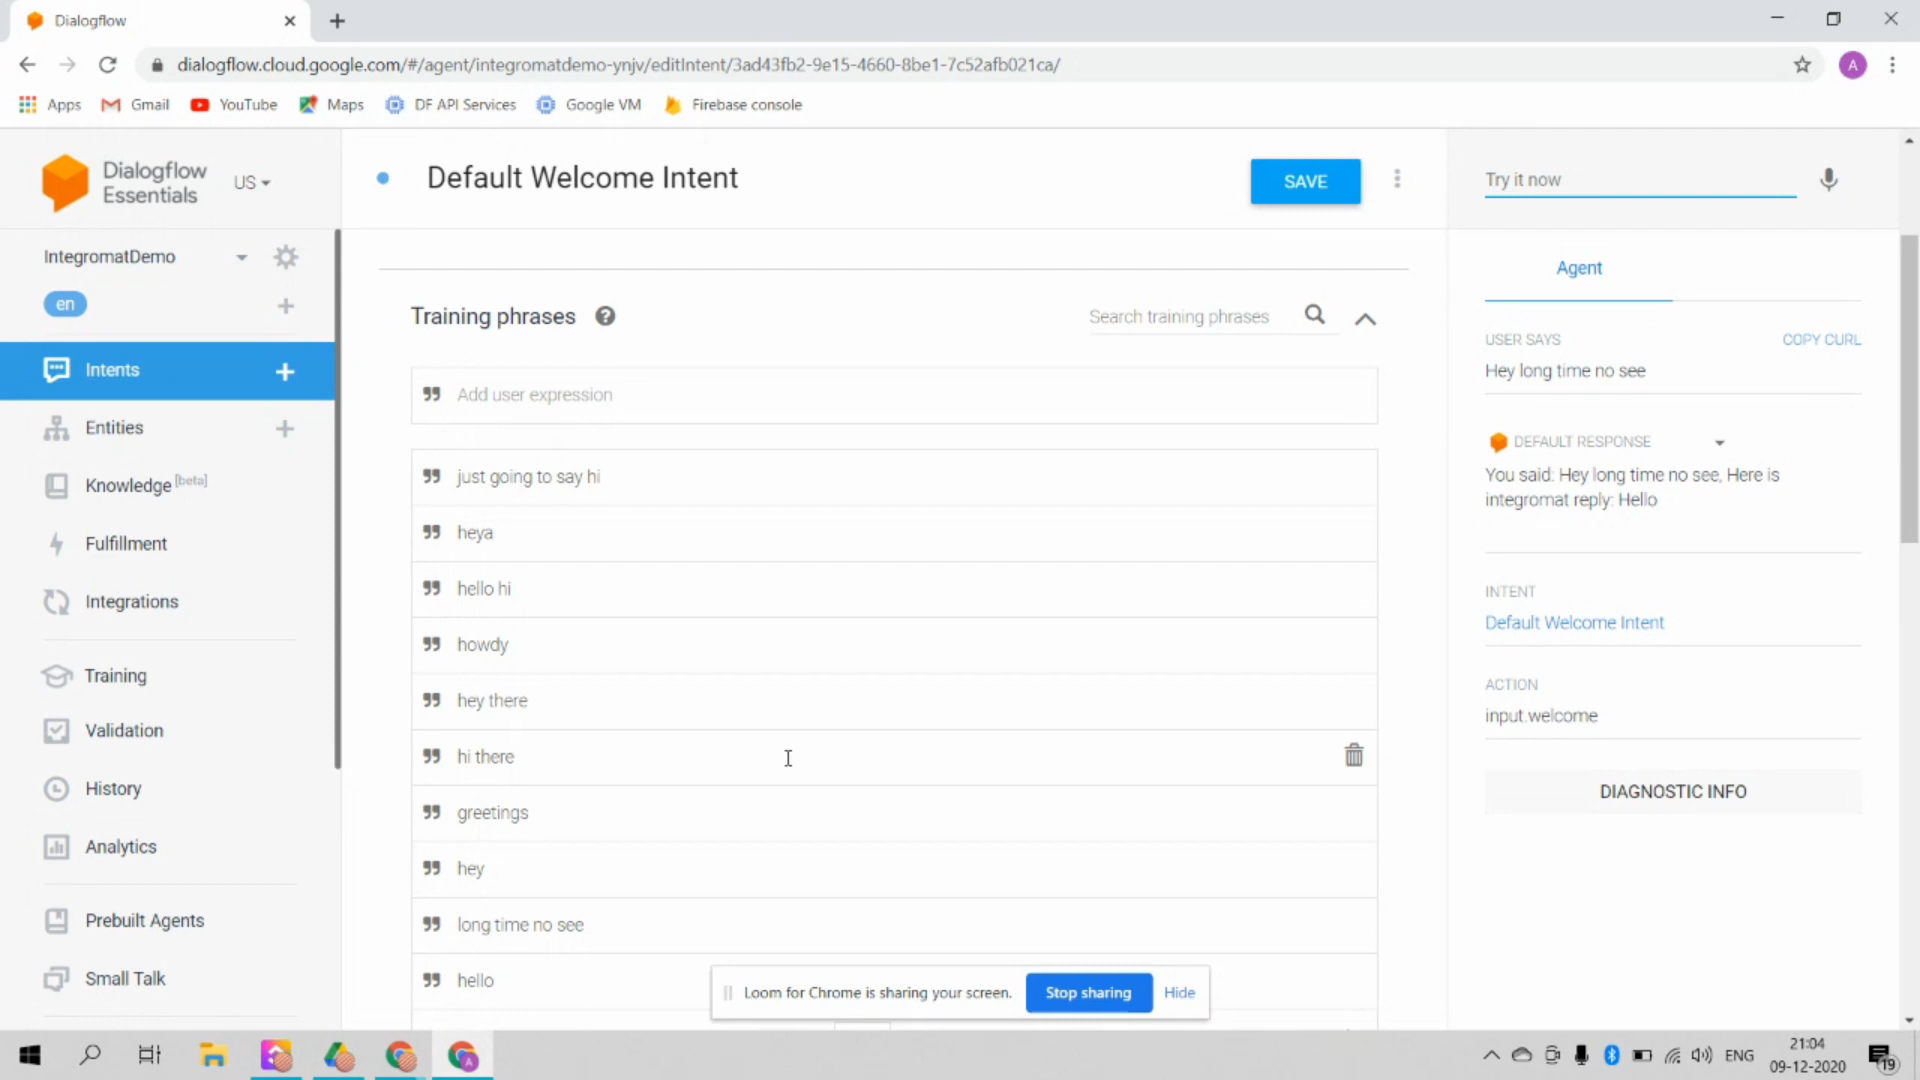 Dialogflow
dialogflow.cloud.google.com/#/agent/integromatdemo-ynjv/editIntent/3ad43fb2-9e15-4660-8be1-7c52afb021ca/
A
Apps Gmail YouTube Maps DF API Services Google VM Firebase console
Dialogflow
Essentials
US
Default Welcome Intent
SAVE
Try it now
IntegromatDemo
en
Intents
Entities
Knowledge [beta]
Fulfillment
Integrations
Training
Validation
History
Analytics
Prebuilt Agents
Small Talk
Training phrases
Search training phrases
Add user expression
just going to say hi
heya
hello hi
howdy
hey there
hi there
greetings
hey
long time no see
hello
Agent
USER SAYS
COPY CURL
Hey long time no see
DEFAULT RESPONSE
You said: Hey long time no see, Here is
integromat reply: Hello
INTENT
Default Welcome Intent
ACTION
input.welcome
DIAGNOSTIC INFO
Loom for Chrome is sharing your screen.
Stop sharing
Hide
A
ENG
21:04
09-12-2020
19